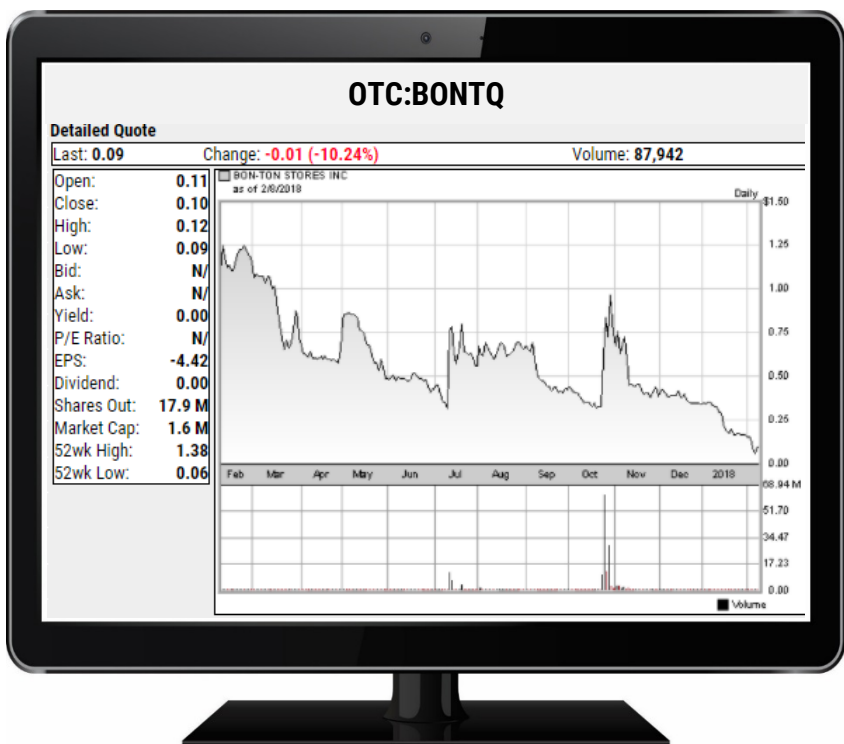 OTC:BONTQ
Detailed Quote
Last: 0.09 Change: -0.01 (-10.24%) Volume: 87,942
Open: 0.11
Close: 0.10
High: 0.12
Low: 0.09
Bid: N/
Ask: N/
Yield: 0.00
P/E Ratio: N/
EPS: -4.42
Dividend: 0.00
Shares Out: 17.9 M
Market Cap: 1.6 M
52wk High: 1.38
52wk Low: 0.06
BON-TON STORES INC
as of 2/8/2018
Daily
$1.50
1.25
1.00
0.75
0.50
0.25
0.00
Feb Mar Apr May Jun Jul Aug Sep Oct Nov Dec 2018
68.94 M
51.70
34.47
17.23
0.00
Volume